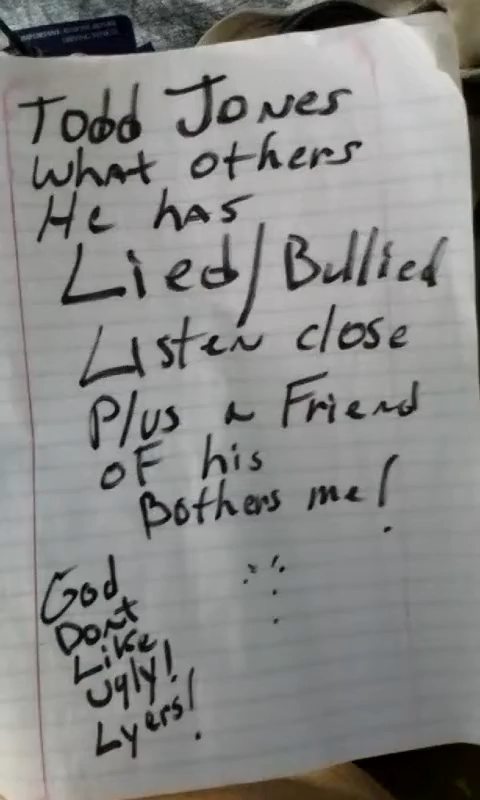 Todd Jones
What others
He has
Lied/Bullied
Listen close
Plus a Friend
of his
Bothers me!
God
Dont
Like
Ugly!
Lyers!